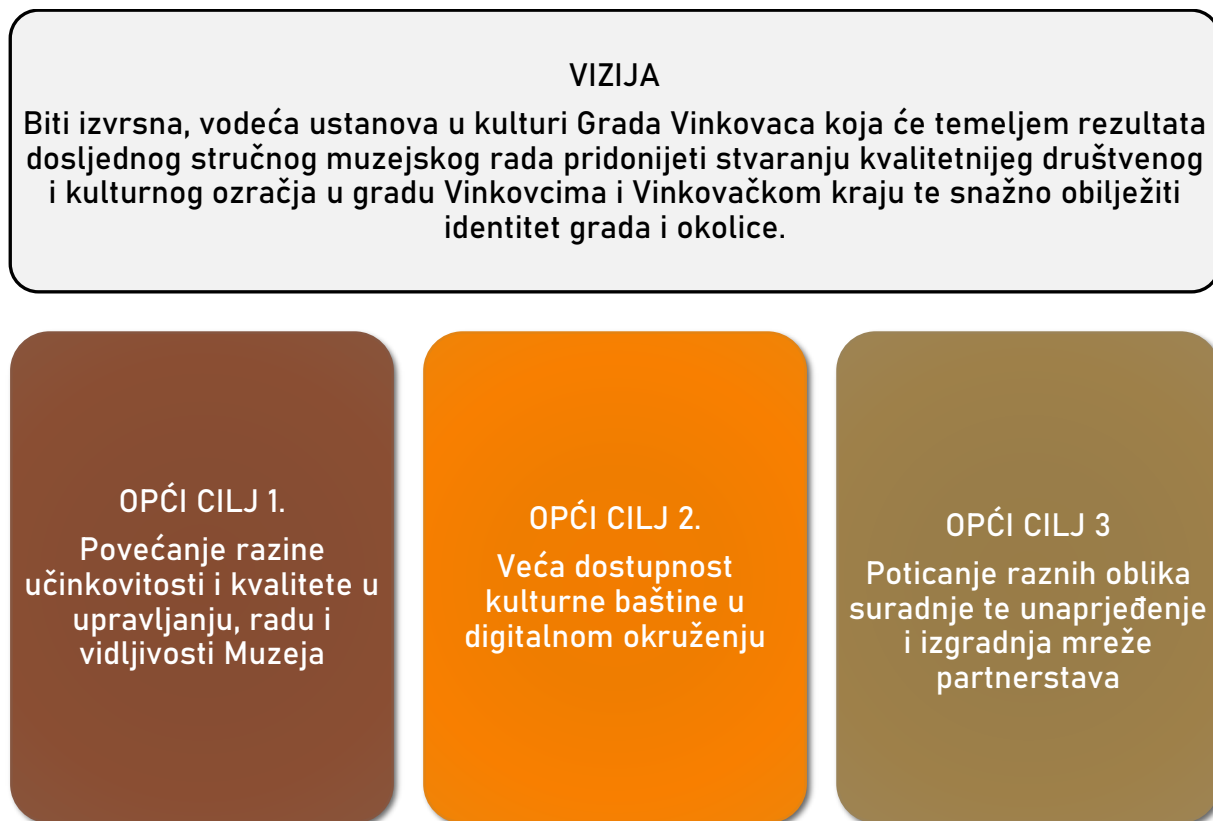 VIZIJA
Biti izvrsna, vodeća ustanova u kulturi Grada Vinkovaca koja će temeljem rezultata
dosljednog stručnog muzejskog rada pridonijeti stvaranju kvalitetnijeg društvenog
i kulturnog ozračja u gradu Vinkovcima i Vinkovačkom kraju te snažno obilježiti
identitet grada i okolice.
OPĆI CILJ 1.
Povećanje razine
učinkovitosti i kvalitete u
upravljanju, radu i
vidljivosti Muzeja
OPĆI CILJ 2.
Veća dostupnost
kulturne baštine u
digitalnom okruženju
OPĆI CILJ 3
Poticanje raznih oblika
suradnje te unaprjeđenje
i izgradnja mreže
partnerstava